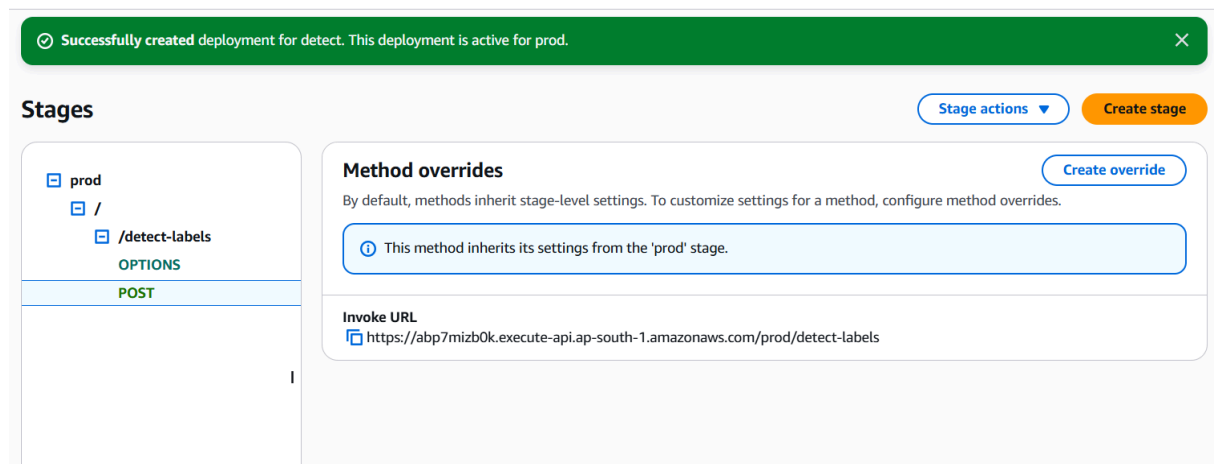 Successfully created deployment for detect. This deployment is active for prod.
Stages
Stage actions
Create stage
prod
/
/detect-labels
OPTIONS
POST
Method overrides
Create override
By default, methods inherit stage-level settings. To customize settings for a method, configure method overrides.
This method inherits its settings from the 'prod' stage.
Invoke URL
https://abp7mizb0k.execute-api.ap-south-1.amazonaws.com/prod/detect-labels